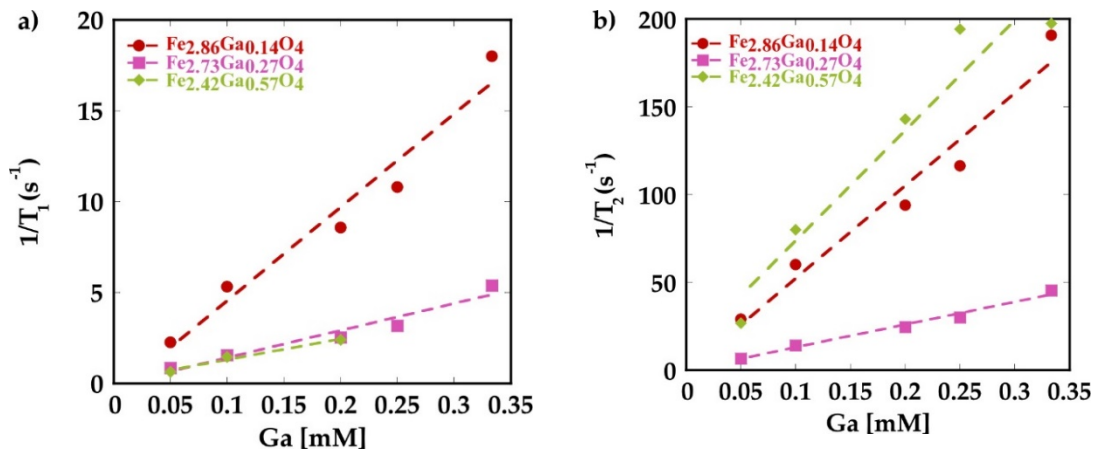 a)
20
15
10
5
0
1/T₁(s⁻¹)
Fe₂.₈₆Ga₀.₁₄O₄
Fe₂.₇₃Ga₀.₂₇O₄
Fe₂.₄₂Ga₀.₅₇O₄
0 0.05 0.1 0.15 0.2 0.25 0.3 0.35
Ga [mM]
b)
200
150
100
50
0
1/T₂(s⁻¹)
Fe₂.₈₆Ga₀.₁₄O₄
Fe₂.₇₃Ga₀.₂₇O₄
Fe₂.₄₂Ga₀.₅₇O₄
0 0.05 0.1 0.15 0.2 0.25 0.3 0.35
Ga [mM]